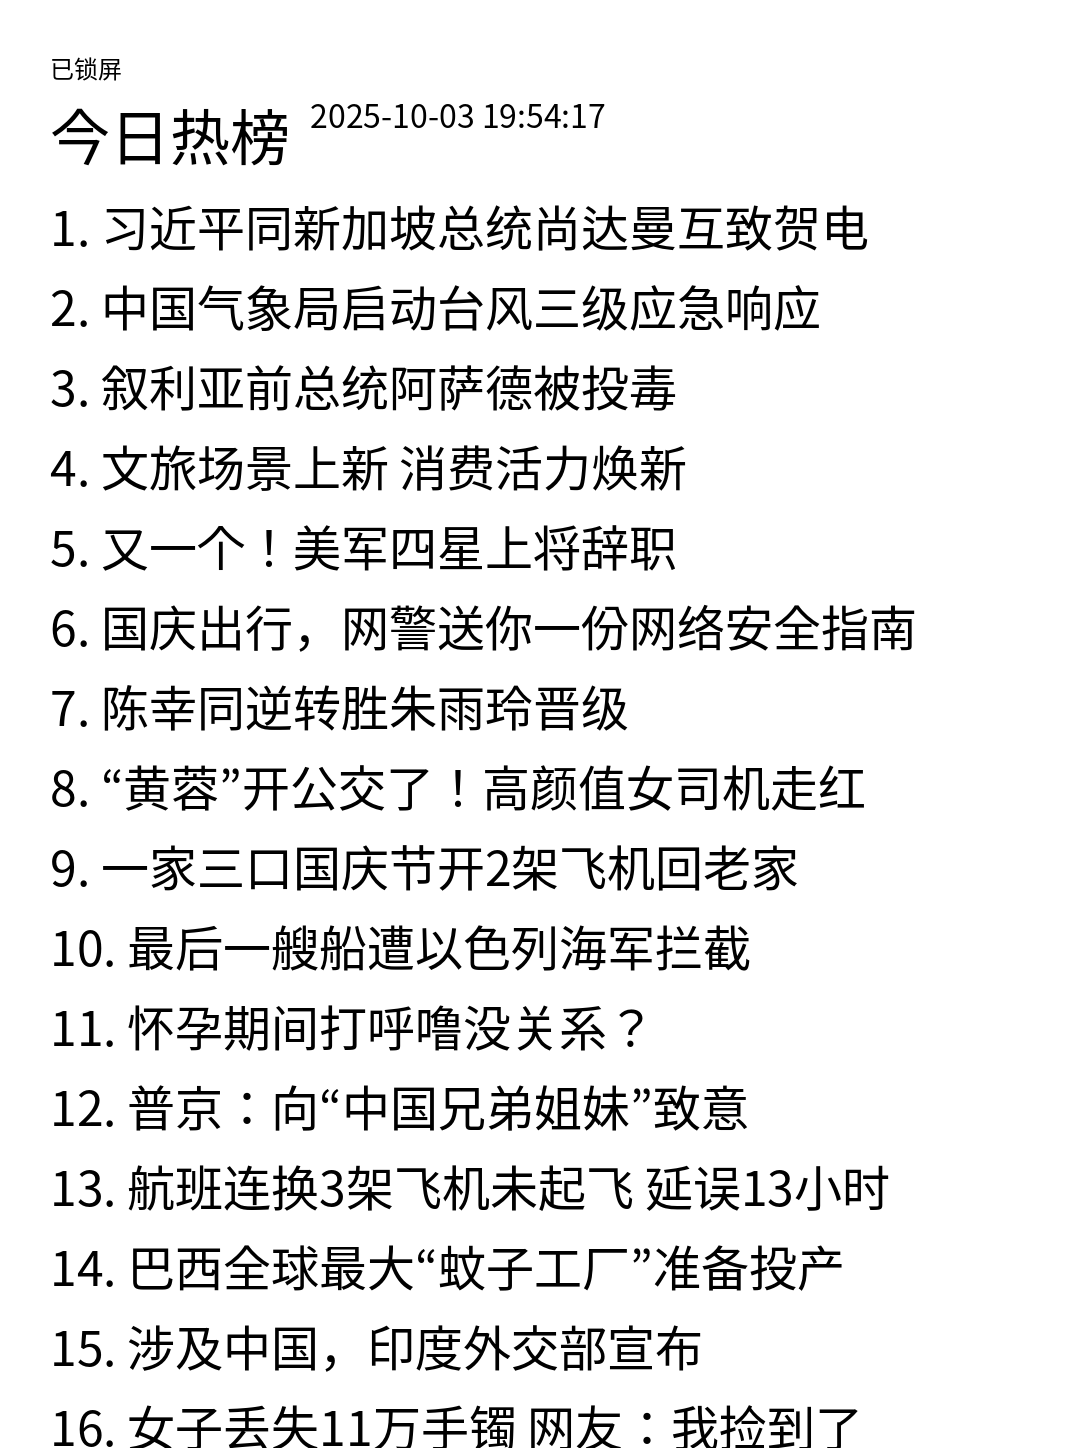 已锁屏
今日热榜 2025-10-03 19:54:17
1. 习近平同新加坡总统尚达曼互致贺电
2. 中国气象局启动台风三级应急响应
3. 叙利亚前总统阿萨德被投毒
4. 文旅场景上新 消费活力焕新
5. 又一个！美军四星上将辞职
6. 国庆出行，网警送你一份网络安全指南
7. 陈幸同逆转胜朱雨玲晋级
8. “黄蓉”开公交了！高颜值女司机走红
9. 一家三口国庆节开2架飞机回老家
10. 最后一艘船遭以色列海军拦截
11. 怀孕期间打呼噜没关系？
12. 普京：向“中国兄弟姐妹”致意
13. 航班连换3架飞机未起飞 延误13小时
14. 巴西全球最大“蚊子工厂”准备投产
15. 涉及中国，印度外交部宣布
16. 女子丢失11万手镯 网友：我捡到了